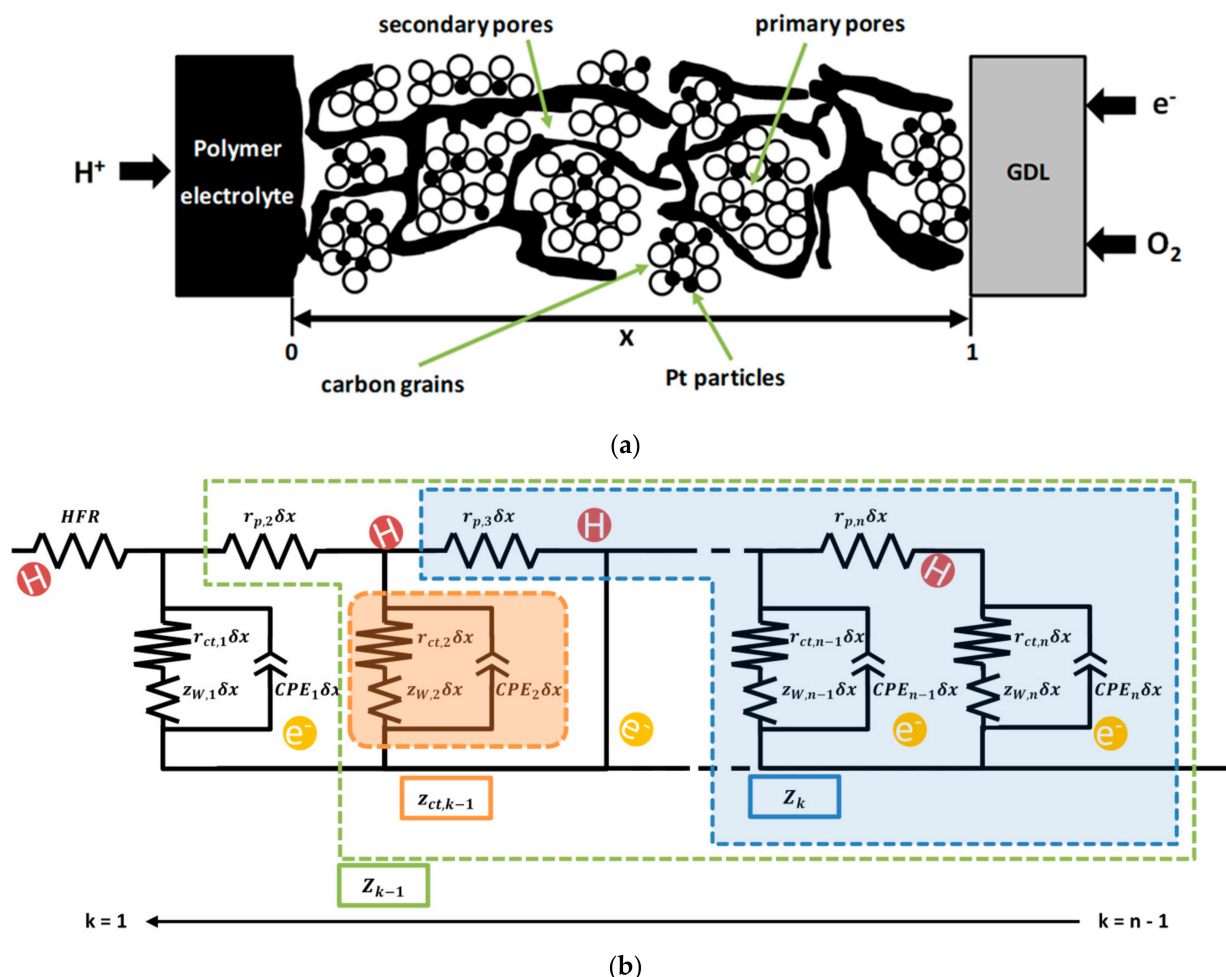 secondary pores
primary pores
Polymer
electrolyte
H⁺
GDL
e⁻
O₂
0
X
1
carbon grains
Pt particles
(a)
HFR
r_{p,2}δx
H
r_{p,3}δx
H
r_{p,n}δx
H
H
r_{ct,1}δx
z_{W,1}δx
CPE₁δx
e⁻
r_{ct,2}δx
z_{W,2}δx
CPE₂δx
e⁻
r_{ct,n−1}δx
z_{W,n−1}δx
CPE_{n−1}δx
e⁻
r_{ct,n}δx
z_{W,n}δx
CPE_nδx
e⁻
z_{ct,k−1}
Z_k
Z_{k−1}
k = 1
k = n - 1
(b)